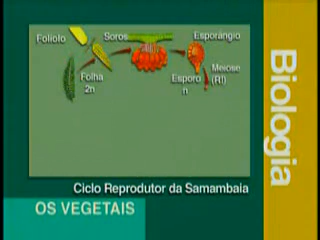 Folíolo
Soros
Esporângio
Folha
2n
Esporo
n
Meiose
(R!)
Biologia
Ciclo Reprodutor da Samambaia
OS VEGETAIS